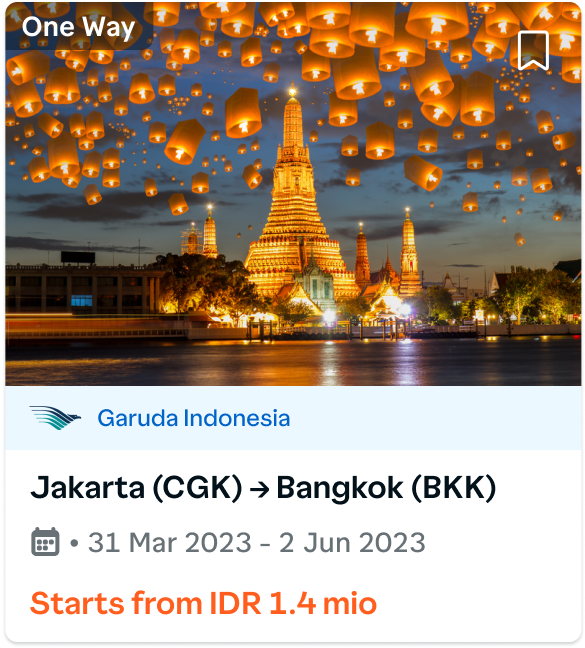 One Way
Garuda Indonesia
Jakarta (CGK) → Bangkok (BKK)
• 31 Mar 2023 - 2 Jun 2023
Starts from IDR 1.4 mio